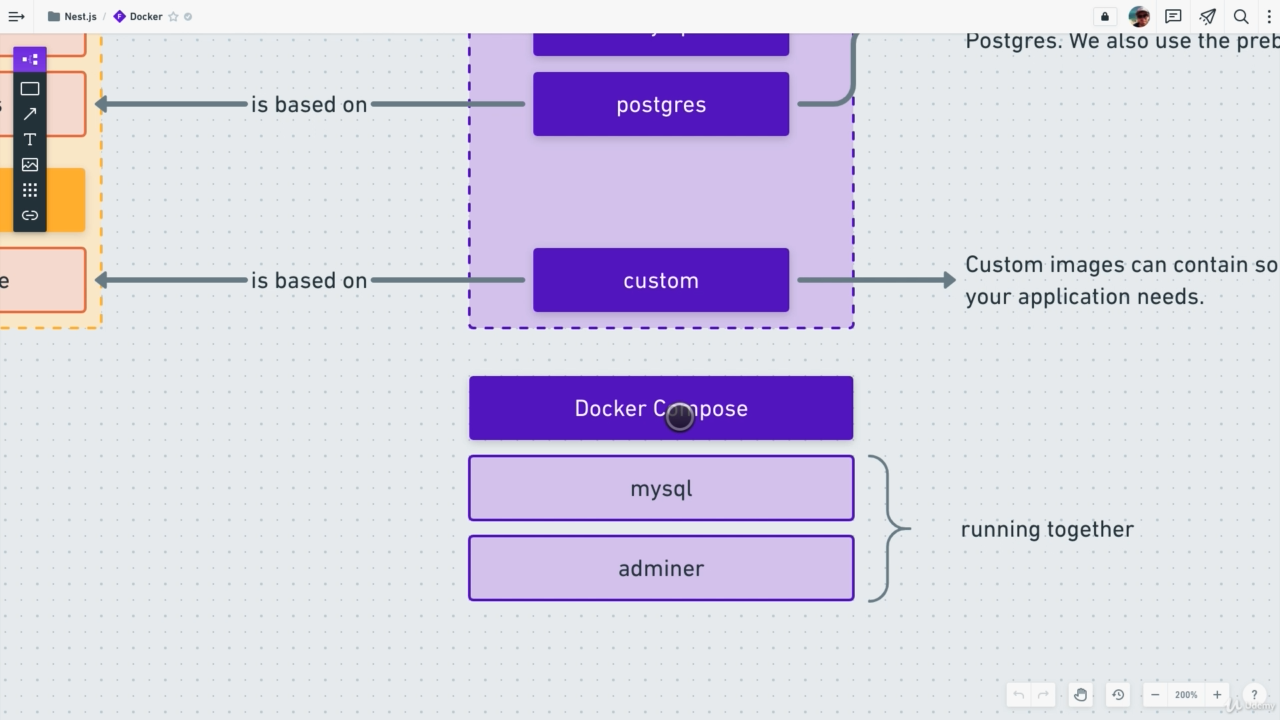 Nest.js / Docker
Postgres. We also use the preb
is based on
postgres
e
is based on
custom
Custom images can contain so
your application needs.
Docker Compose
mysql
adminer
running together
200%
Udemy